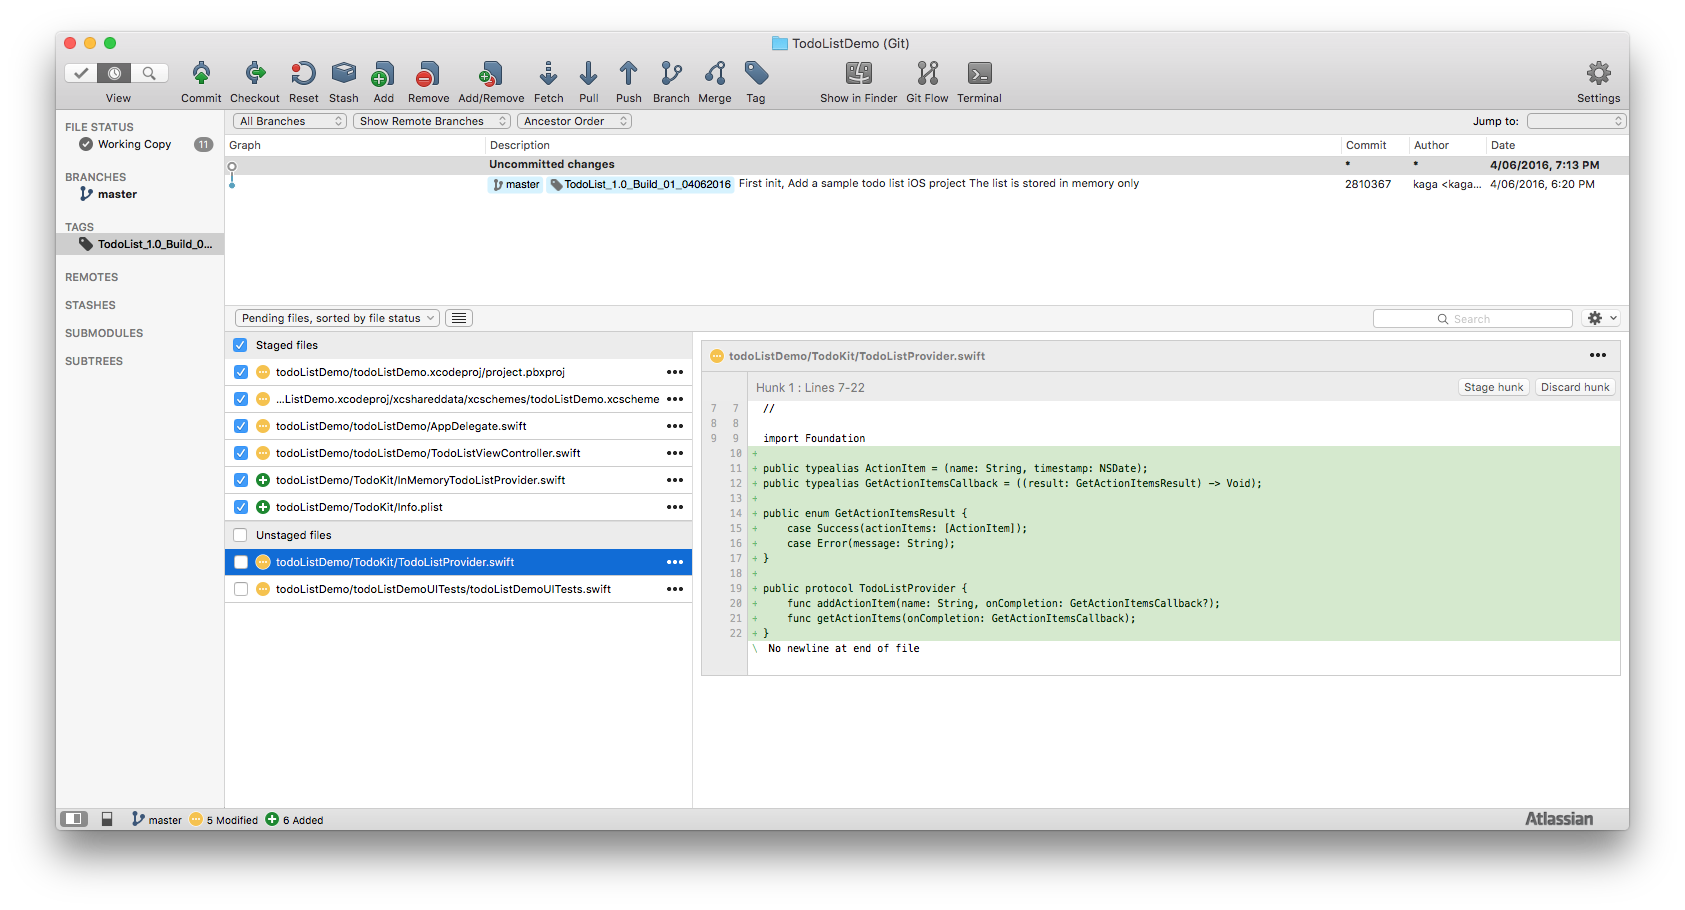 TodoListDemo (Git)
View Commit Checkout Reset Stash Add Remove Add/Remove Fetch Pull Push Branch Merge Tag Show in Finder Git Flow Terminal Settings
FILE STATUS
Working Copy 11
BRANCHES
master
TAGS
TodoList_1.0_Build_0...
REMOTES
STASHES
SUBMODULES
SUBTREES
All Branches Show Remote Branches Ancestor Order Jump to:
Graph Description Commit Author Date
Uncommitted changes * * 4/06/2016, 7:13 PM
master TodoList_1.0_Build_01_04062016 First init, Add a sample todo list iOS project The list is stored in memory only 2810367 kaga <kaga... 4/06/2016, 6:20 PM
Pending files, sorted by file status Search
Staged files
todoListDemo/todoListDemo.xcodeproj/project.pbxproj
...ListDemo.xcodeproj/xcshareddata/xcschemes/todoListDemo.xcscheme
todoListDemo/todoListDemo/AppDelegate.swift
todoListDemo/todoListDemo/TodoListViewController.swift
todoListDemo/TodoKit/InMemoryTodoListProvider.swift
todoListDemo/TodoKit/Info.plist
Unstaged files
todoListDemo/TodoKit/TodoListProvider.swift
todoListDemo/todoListDemoUITests/todoListDemoUITests.swift
todoListDemo/TodoKit/TodoListProvider.swift
Hunk 1 : Lines 7-22 Stage hunk Discard hunk
7 7 //
8 8
9 9 import Foundation
10 +
11 + public typealias ActionItem = (name: String, timestamp: NSDate);
12 + public typealias GetActionItemsCallback = ((result: GetActionItemsResult) -> Void);
13 +
14 + public enum GetActionItemsResult {
15 + case Success(actionItems: [ActionItem]);
16 + case Error(message: String);
17 + }
18 +
19 + public protocol TodoListProvider {
20 + func addActionItem(name: String, onCompletion: GetActionItemsCallback?);
21 + func getActionItems(onCompletion: GetActionItemsCallback);
22 + }
\ No newline at end of file
master 5 Modified 6 Added Atlassian